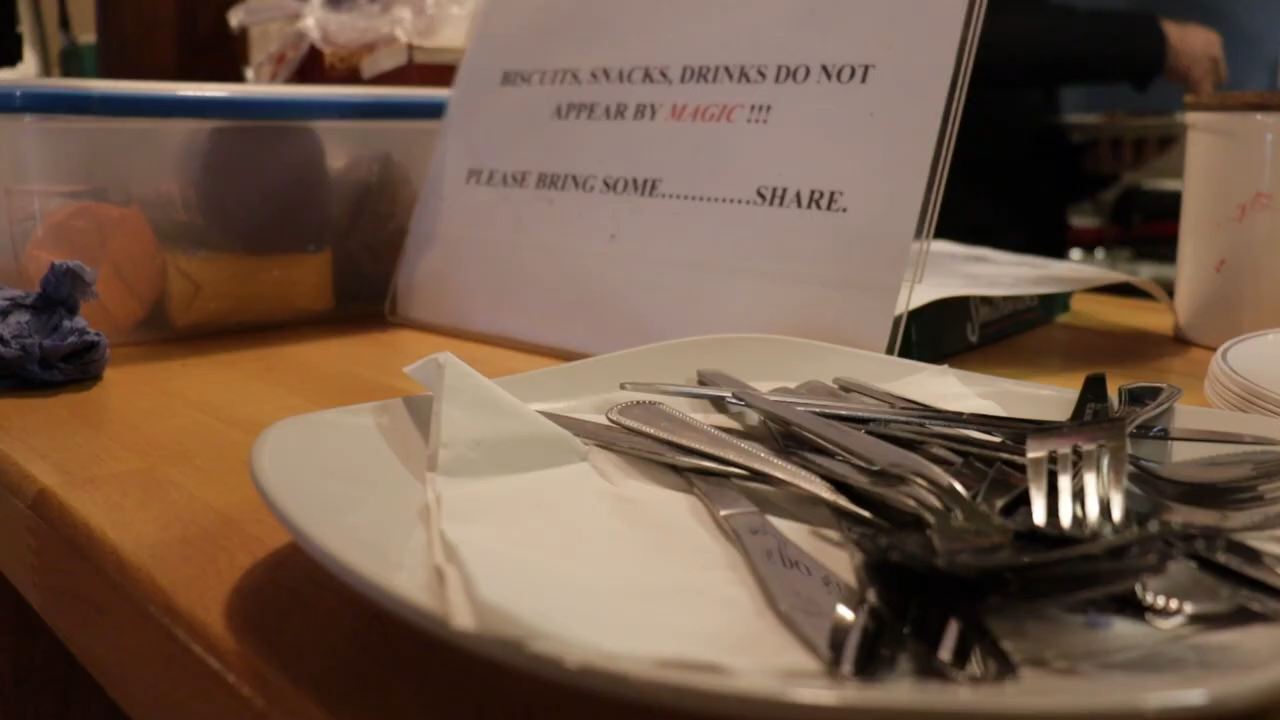 BISCUITS, SNACKS, DRINKS DO NOT
APPEAR BY MAGIC !!!
PLEASE BRING SOME............SHARE.